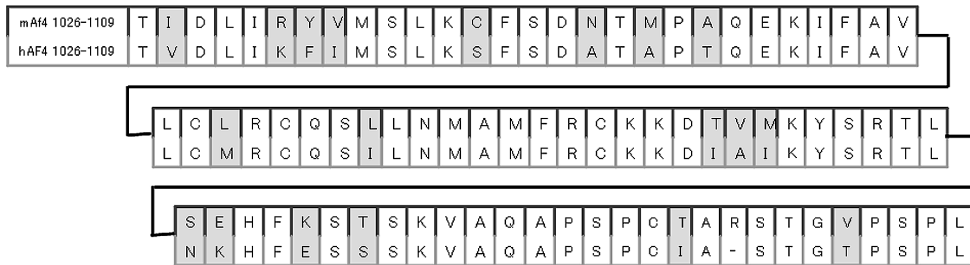 mAf4 1026-1109 T I D L I R Y V M S L K C F S D N T M P A Q E K I F A V
hAF4 1026-1109 T V D L I K F I M S L K S F S D A T A P T Q E K I F A V
L C L R C Q S L L N M A M F R C K K D T V M K Y S R T L
L C M R C Q S I L N M A M F R C K K D I A I K Y S R T L
S E H F K S T S K V A Q A P S P C T A R S T G V P S P L
N K H F E S S S K V A Q A P S P C I A - S T G T P S P L